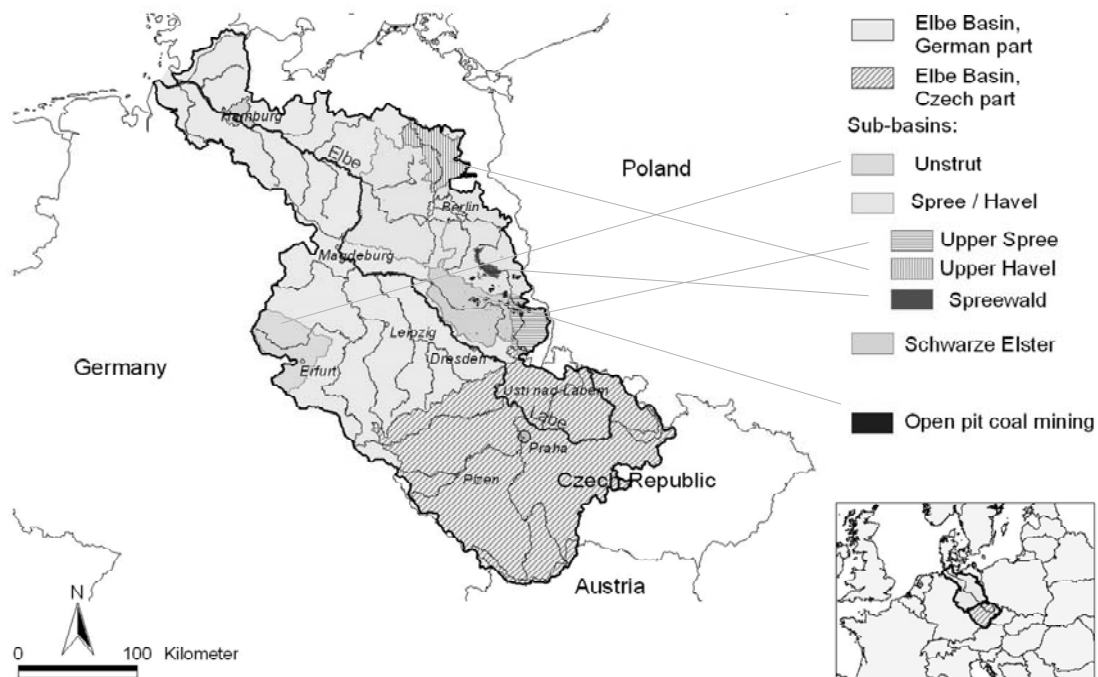 Elbe Basin,
German part
Elbe Basin,
Czech part
Sub-basins:
Unstrut
Spree / Havel
Upper Spree
Upper Havel
Spreewald
Schwarze Elster
Open pit coal mining
Hamburg
Elbe
Poland
Berlin
Magdeburg
Leipzig
Germany
Erfurt
Dresden
Usti nad Labem
Labe
Praha
Plzen
Czech Republic
Austria
N
0 100 Kilometer